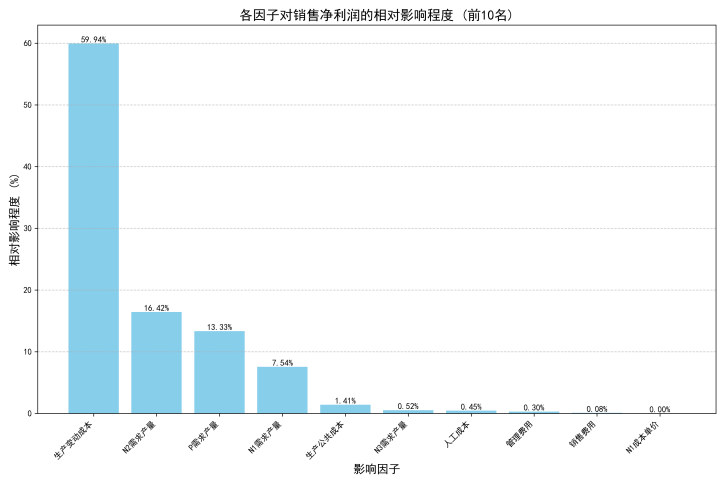 各因子对销售净利润的相对影响程度 (前10名)
相对影响程度 (%)
60
50
40
30
20
10
0
59.94%
16.42%
13.33%
7.54%
1.41%
0.52%
0.45%
0.30%
0.08%
0.00%
生产变动成本
N2需求产量
P需求产量
N1需求产量
生产公共成本
N3需求产量
人工成本
管理费用
销售费用
N1成本单价
影响因子